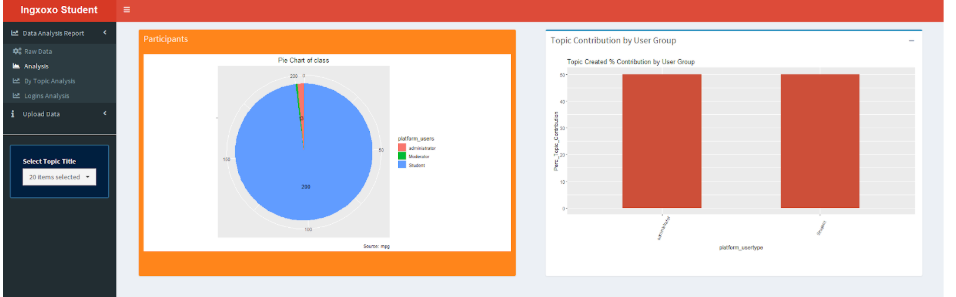 Ingxoxo Student
Data Analysis Report
Raw Data
Analysis
By Topic Analysis
Logins Analysis
Upload Data
Select Topic Title
20 items selected
Participants
Pie Chart of class
200 0
50
100
200
platform_users
administrator
Moderator
Student
Source: mpg
Topic Contribution by User Group
Topic Created % Contribution by User Group
Perc_Topic_Contribution
50
40
30
20
10
0
administrator
Student
platform_usertype